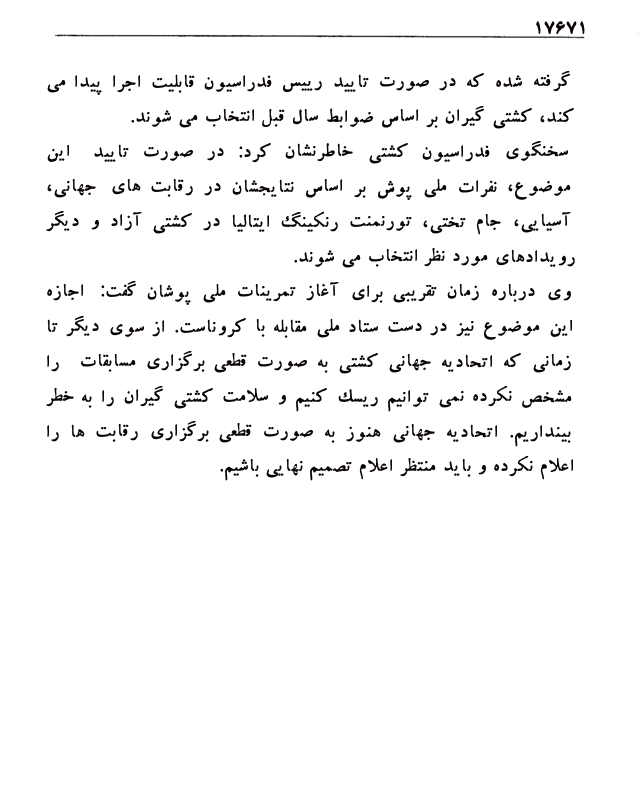 ۱۷۶۷۱
گرفته شده که در صورت تایید رییس فدراسیون قابلیت اجرا پیدا می
کند، کشتی گیران بر اساس ضوابط سال قبل انتخاب می شوند.
سخنگوی فدراسیون کشتی خاطرنشان کرد: در صورت تایید این
موضوع، نفرات ملی پوش بر اساس نتایجشان در رقابت های جهانی،
آسیایی، جام تختی، تورنمنت رنکینگ ایتالیا در کشتی آزاد و دیگر
رویدادهای مورد نظر انتخاب می شوند.
وی درباره زمان تقریبی برای آغاز تمرینات ملی پوشان گفت: اجازه
این موضوع نیز در دست ستاد ملی مقابله با کروناست. از سوی دیگر تا
زمانی که اتحادیه جهانی کشتی به صورت قطعی برگزاری مسابقات را
مشخص نکرده نمی توانیم ریسک کنیم و سلامت کشتی گیران را به خطر
بینداریم. اتحادیه جهانی هنوز به صورت قطعی برگزاری رقابت ها را
اعلام نکرده و باید منتظر اعلام تصمیم نهایی باشیم.